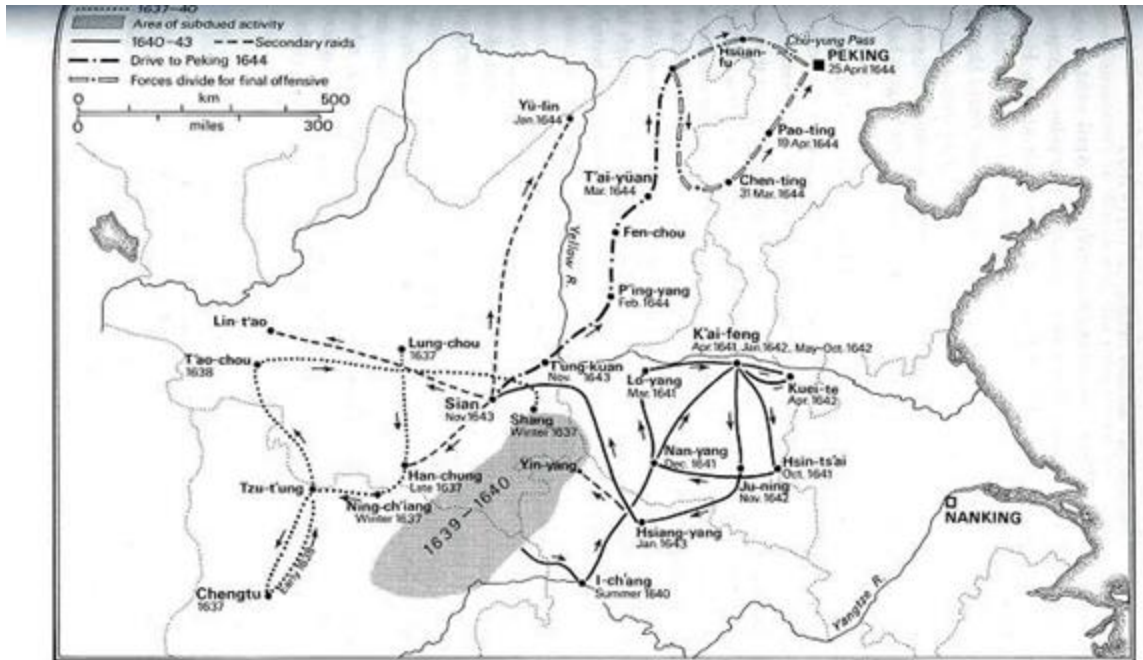 1637-40
Area of subdued activity
1640-43 Secondary raids
Drive to Peking 1644
Forces divide for final offensive
0 km 500
0 miles 300
Hsüan-
fu
Chü-yung Pass
PEKING
25 April 1644
Yü-lin
Jan. 1644
Pao-ting
19 Apr. 1644
T'ai-yüan
Mar. 1644
Chen-ting
31 Mar. 1644
Fen-chou
Yellow R.
P'ing-yang
Feb. 1644
Lin-t'ao
Lung-chou
1637
K'ai-feng
Apr. 1641, Jan. 1642, May-Oct. 1642
T'ao-chou
1638
T'ung-kuan
Nov. 1643
Lo-yang
Mar. 1641
Kuei-te
Apr. 1642
Sian
Nov 1643
Shang
Winter 1637
Yin-yang
Nan-yang
Dec. 1641
Hsin-ts'ai
Oct. 1641
Han-chung
Late 1637
Tzu-t'ung
Ning-ch'iang
Winter 1637
Ju-ning
Nov. 1642
1639-1640
NANKING
Hsiang-yang
Jan. 1643
Early 1638
Chengtu
1637
I-ch'ang
Summer 1640
Yangtze R.